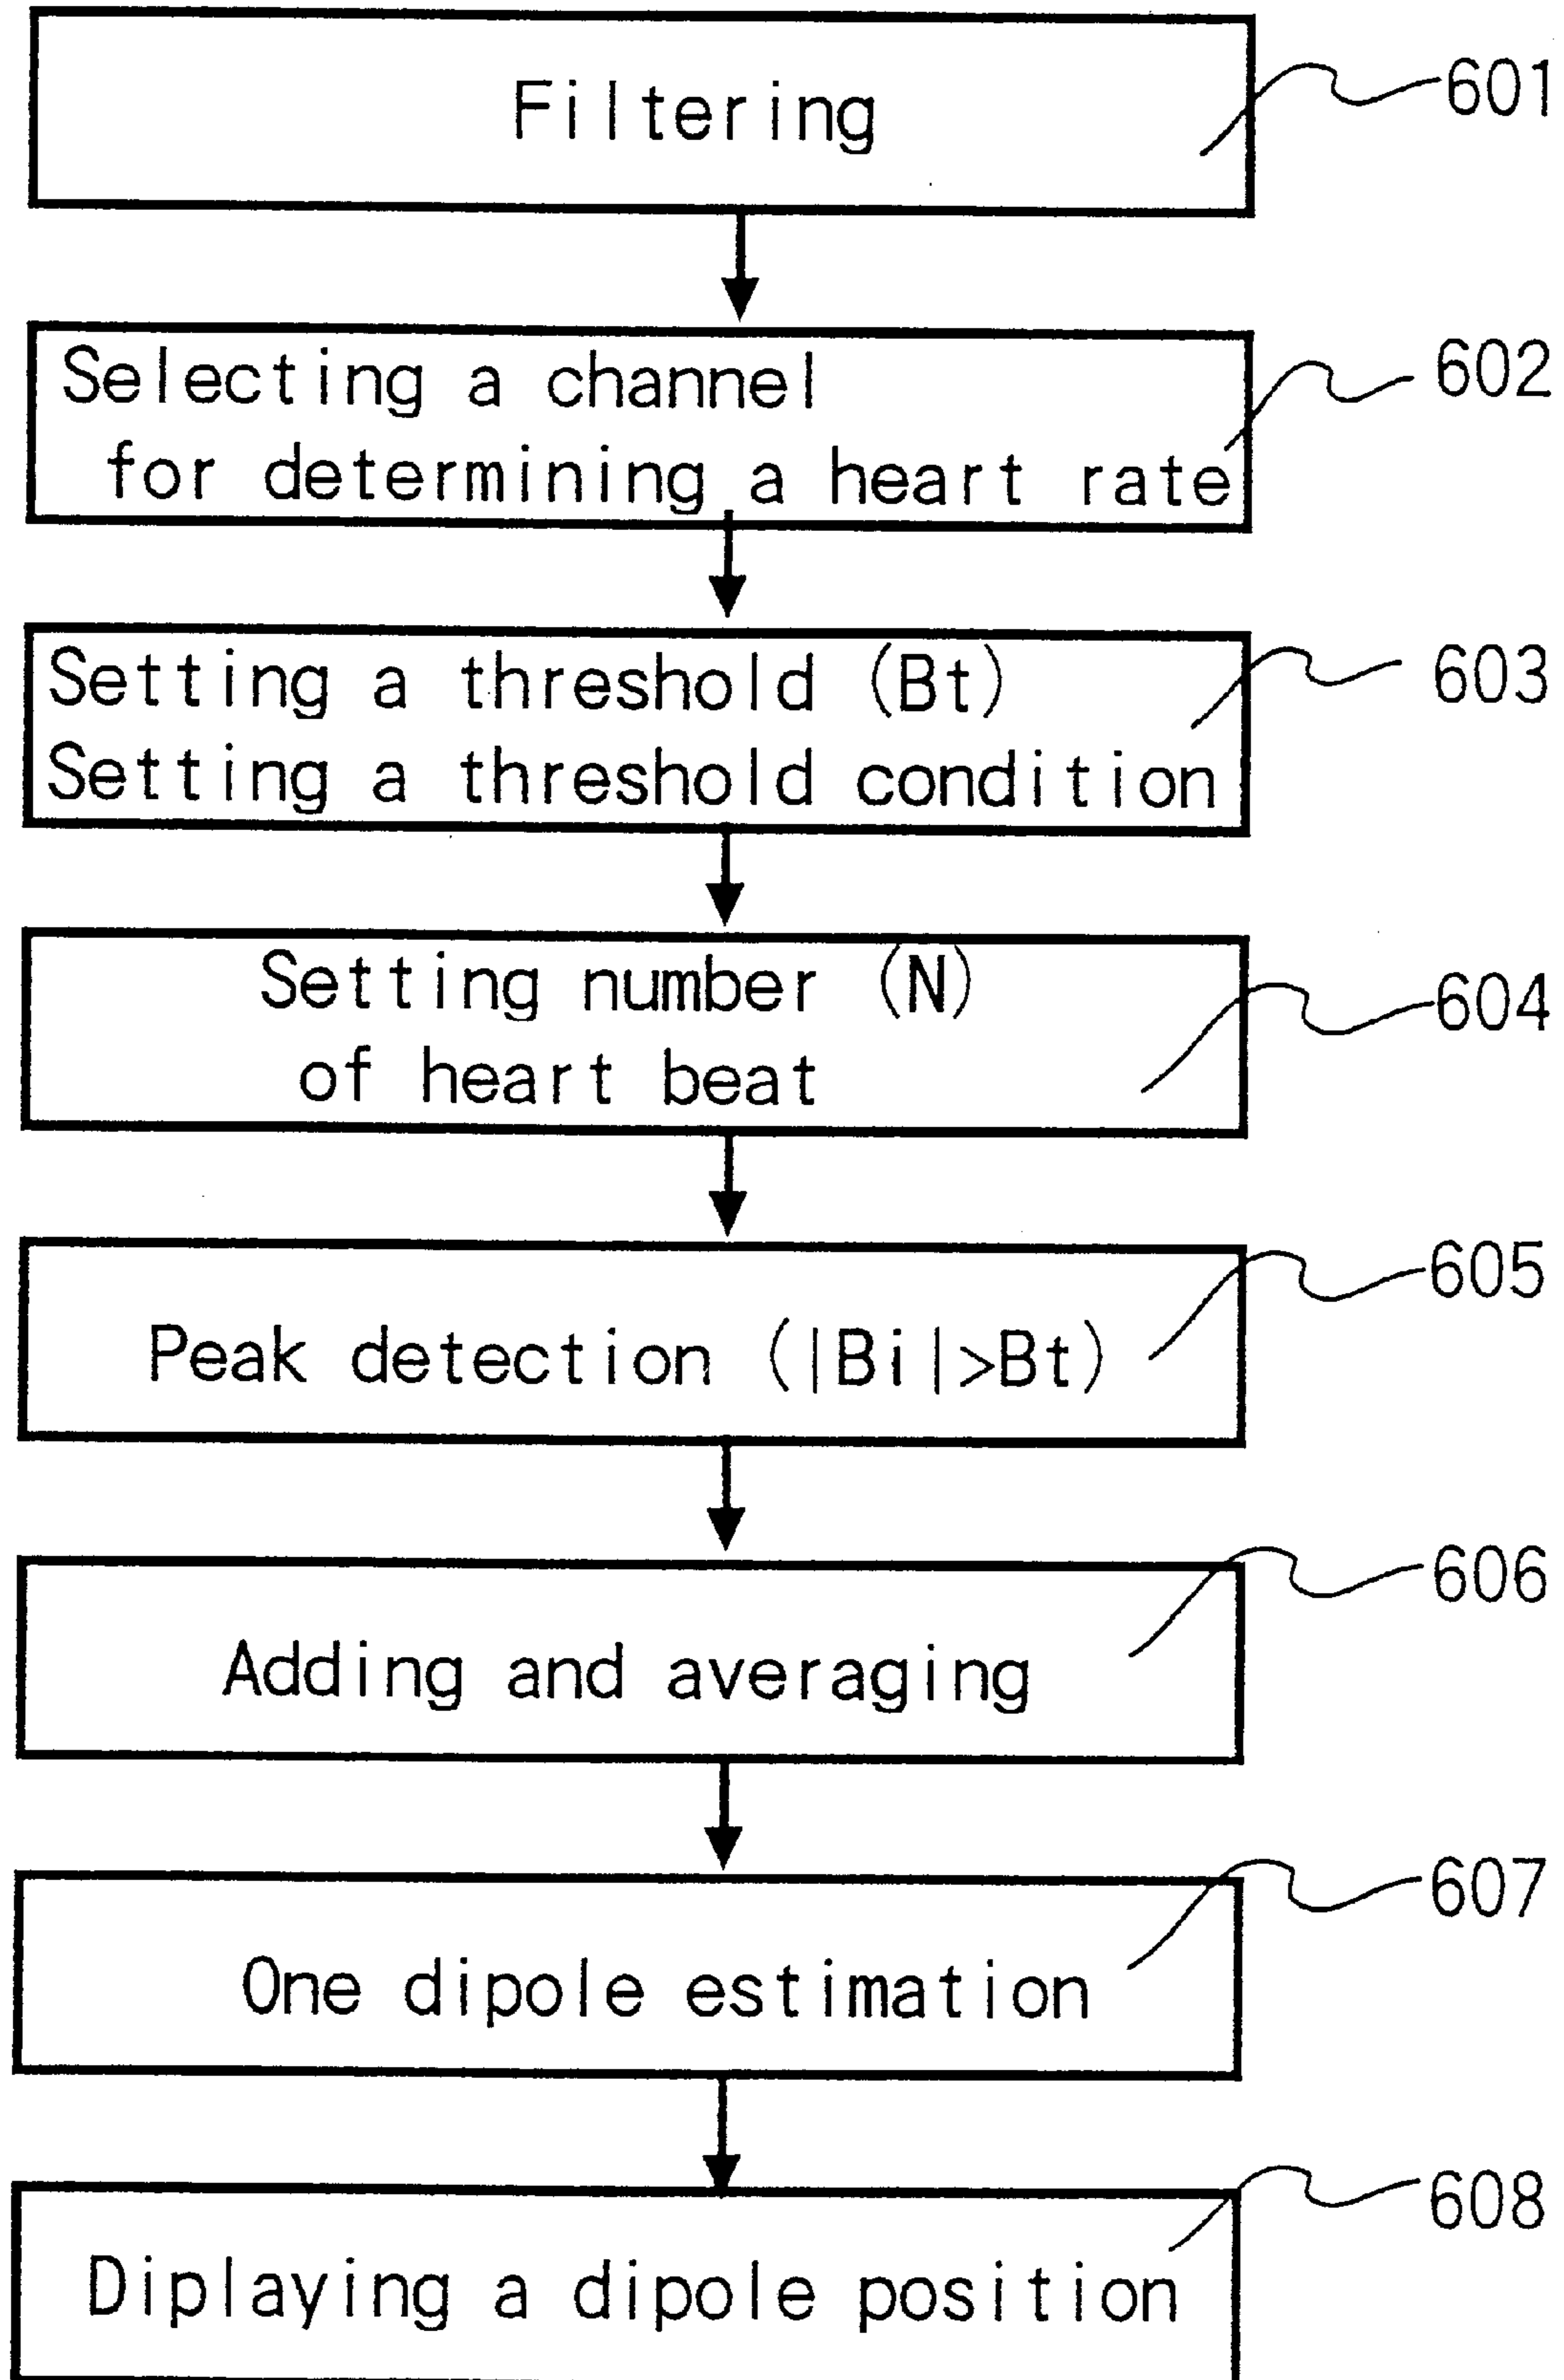 Filtering
601
Selecting a channel
for determining a heart rate
602
Setting a threshold (Bt)
Setting a threshold condition
603
Setting number (N)
of heart beat
604
Peak detection (|Bi|>Bt)
605
Adding and averaging
606
One dipole estimation
607
Diplaying a dipole position
608